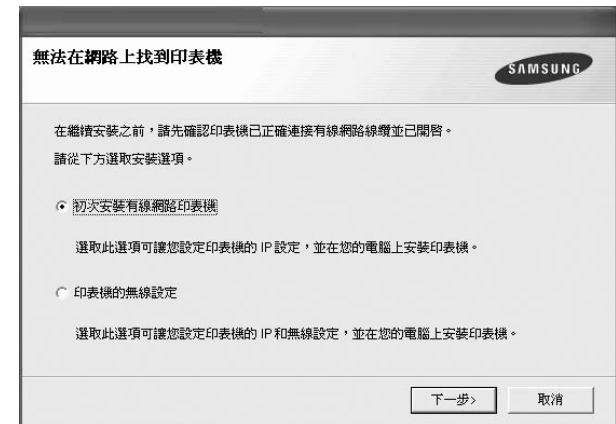 無法在網路上找到印表機
SAMSUNG
在繼續安裝之前，請先確認印表機已正確連接有線網路線纜並已開啓。
請從下方選取安裝選項。
初次安裝有線網路印表機
選取此選項可讓您設定印表機的 IP 設定，並在您的電腦上安裝印表機。
印表機的無線設定
選取此選項可讓您設定印表機的 IP 和無線設定，並在您的電腦上安裝印表機。
下一步>
取消